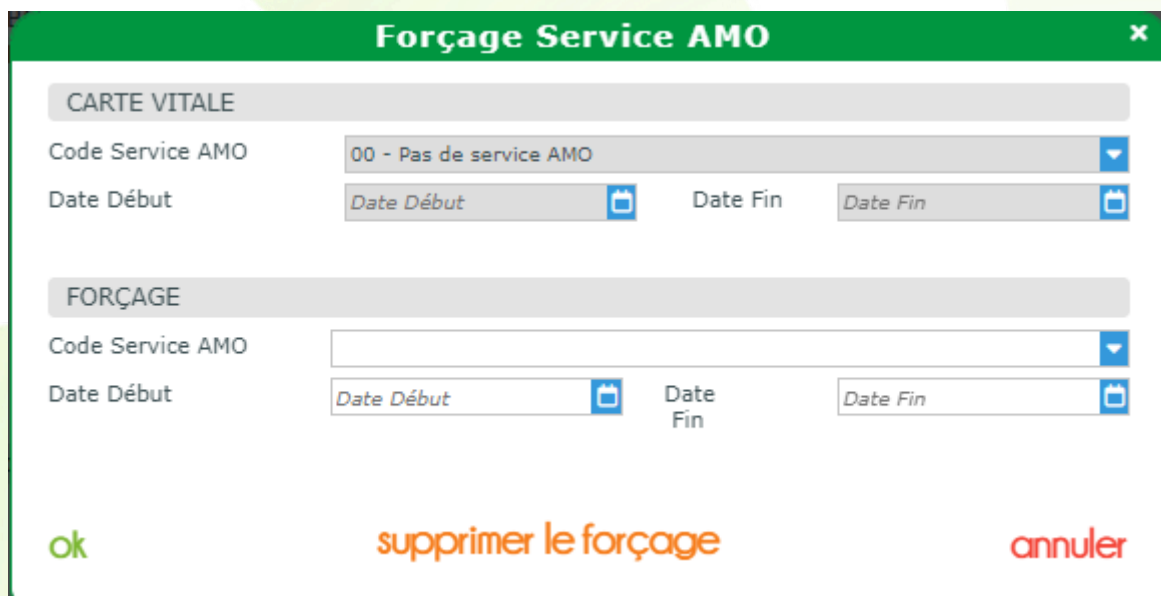 Forçage Service AMO
CARTE VITALE
Code Service AMO 00 - Pas de service AMO
Date Début Date Début Date Fin Date Fin
FORÇAGE
Code Service AMO
Date Début Date Début Date Fin Date Fin
ok supprimer le forçage annuler